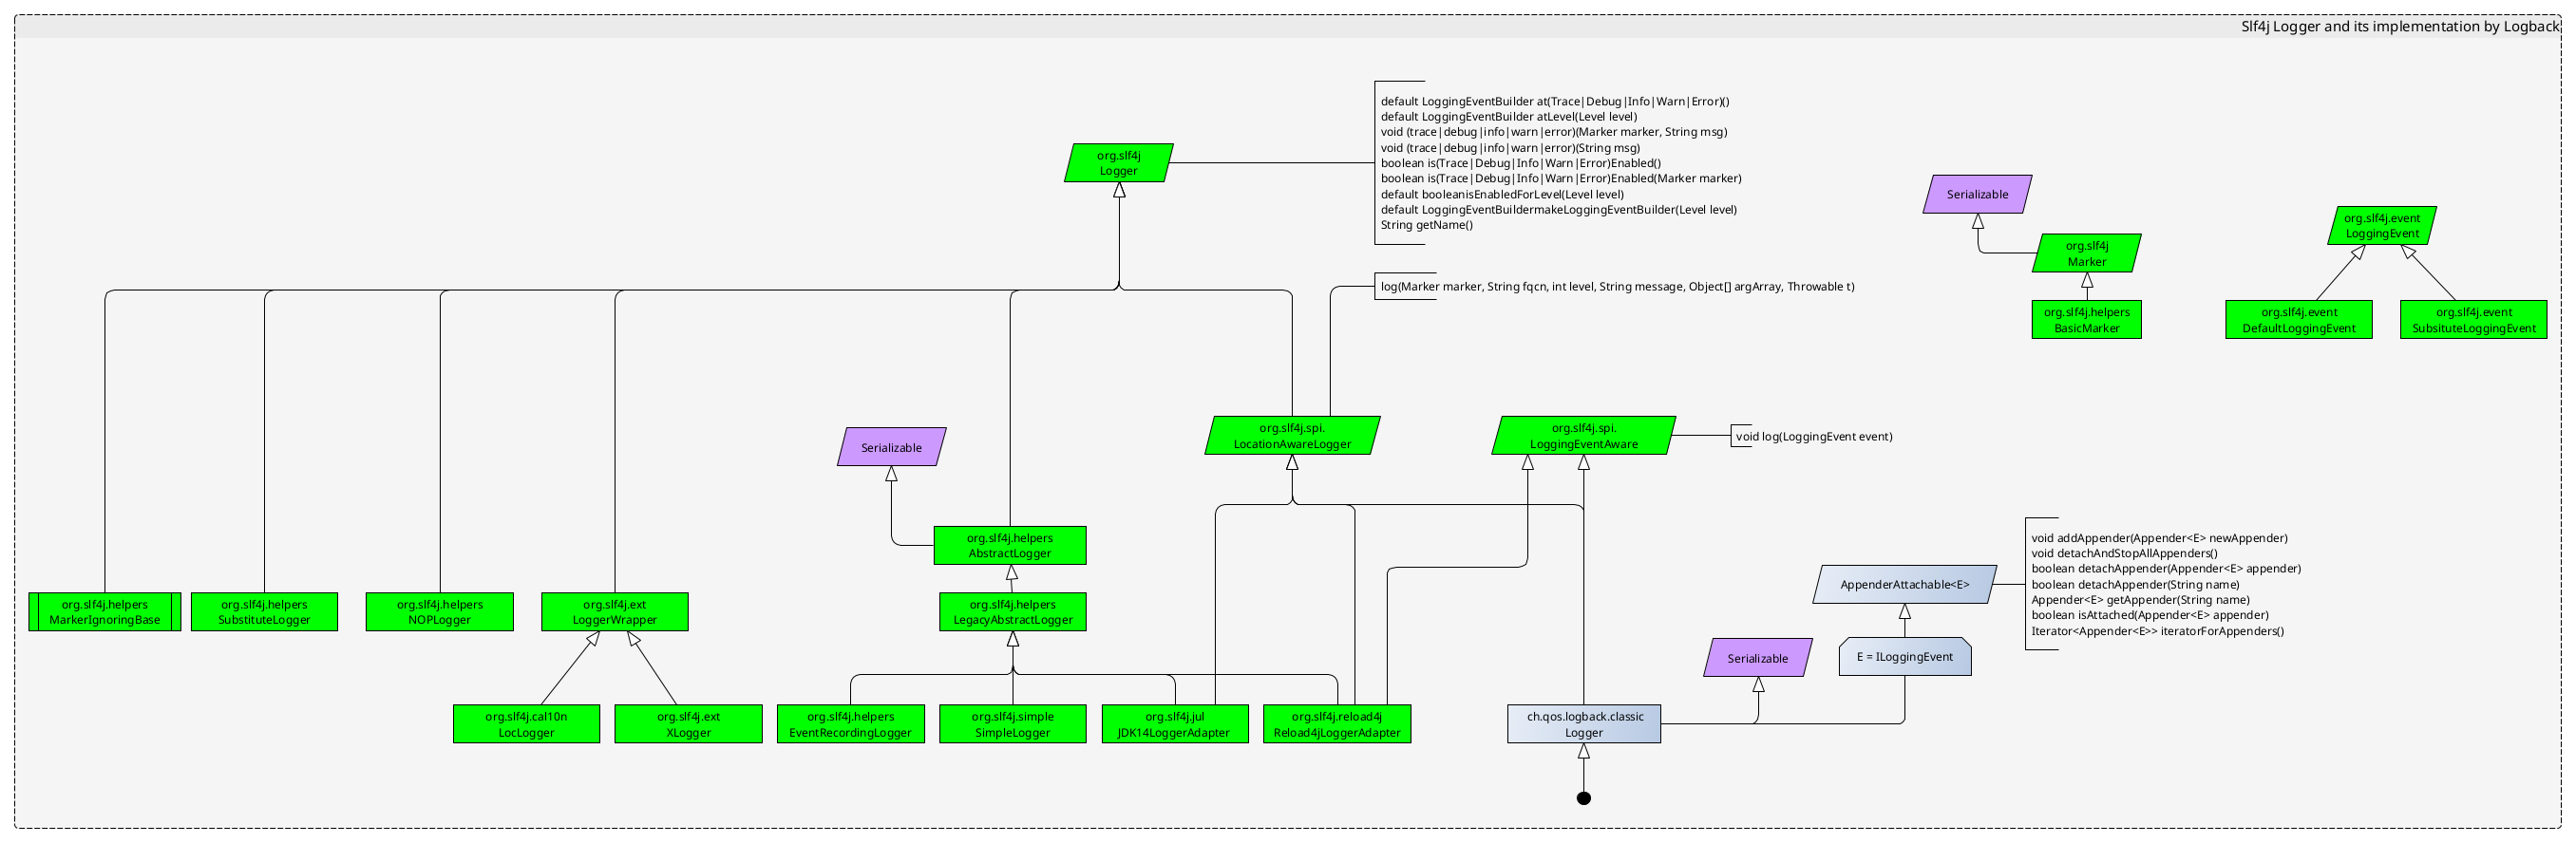 Slf4j Logger and its implementation by Logback
default LoggingEventBuilder at(Trace|Debug|Info|Warn|Error)()
default LoggingEventBuilder atLevel(Level level)
void (trace|debug|info|warn|error)(Marker marker, String msg)
void (trace|debug|info|warn|error)(String msg)
boolean is(Trace|Debug|Info|Warn|Error)Enabled()
boolean is(Trace|Debug|Info|Warn|Error)Enabled(Marker marker)
default booleanisEnabledForLevel(Level level)
default LoggingEventBuildermakeLoggingEventBuilder(Level level)
String getName()
org.slf4j
Logger
Serializable
org.slf4j
Marker
org.slf4j.helpers
BasicMarker
org.slf4j.event
LoggingEvent
org.slf4j.event
DefaultLoggingEvent
org.slf4j.event
SubsituteLoggingEvent
log(Marker marker, String fqcn, int level, String message, Object[] argArray, Throwable t)
Serializable
org.slf4j.spi.
LocationAwareLogger
org.slf4j.spi.
LoggingEventAware
void log(LoggingEvent event)
org.slf4j.helpers
AbstractLogger
void addAppender(Appender<E> newAppender)
void detachAndStopAllAppenders()
boolean detachAppender(Appender<E> appender)
boolean detachAppender(String name)
Appender<E> getAppender(String name)
boolean isAttached(Appender<E> appender)
Iterator<Appender<E>> iteratorForAppenders()
AppenderAttachable<E>
org.slf4j.helpers
MarkerIgnoringBase
org.slf4j.helpers
SubstituteLogger
org.slf4j.helpers
NOPLogger
org.slf4j.ext
LoggerWrapper
org.slf4j.helpers
LegacyAbstractLogger
Serializable
E = ILoggingEvent
org.slf4j.cal10n
LocLogger
org.slf4j.ext
XLogger
org.slf4j.helpers
EventRecordingLogger
org.slf4j.simple
SimpleLogger
org.slf4j.jul
JDK14LoggerAdapter
org.slf4j.reload4j
Reload4jLoggerAdapter
ch.qos.logback.classic
Logger